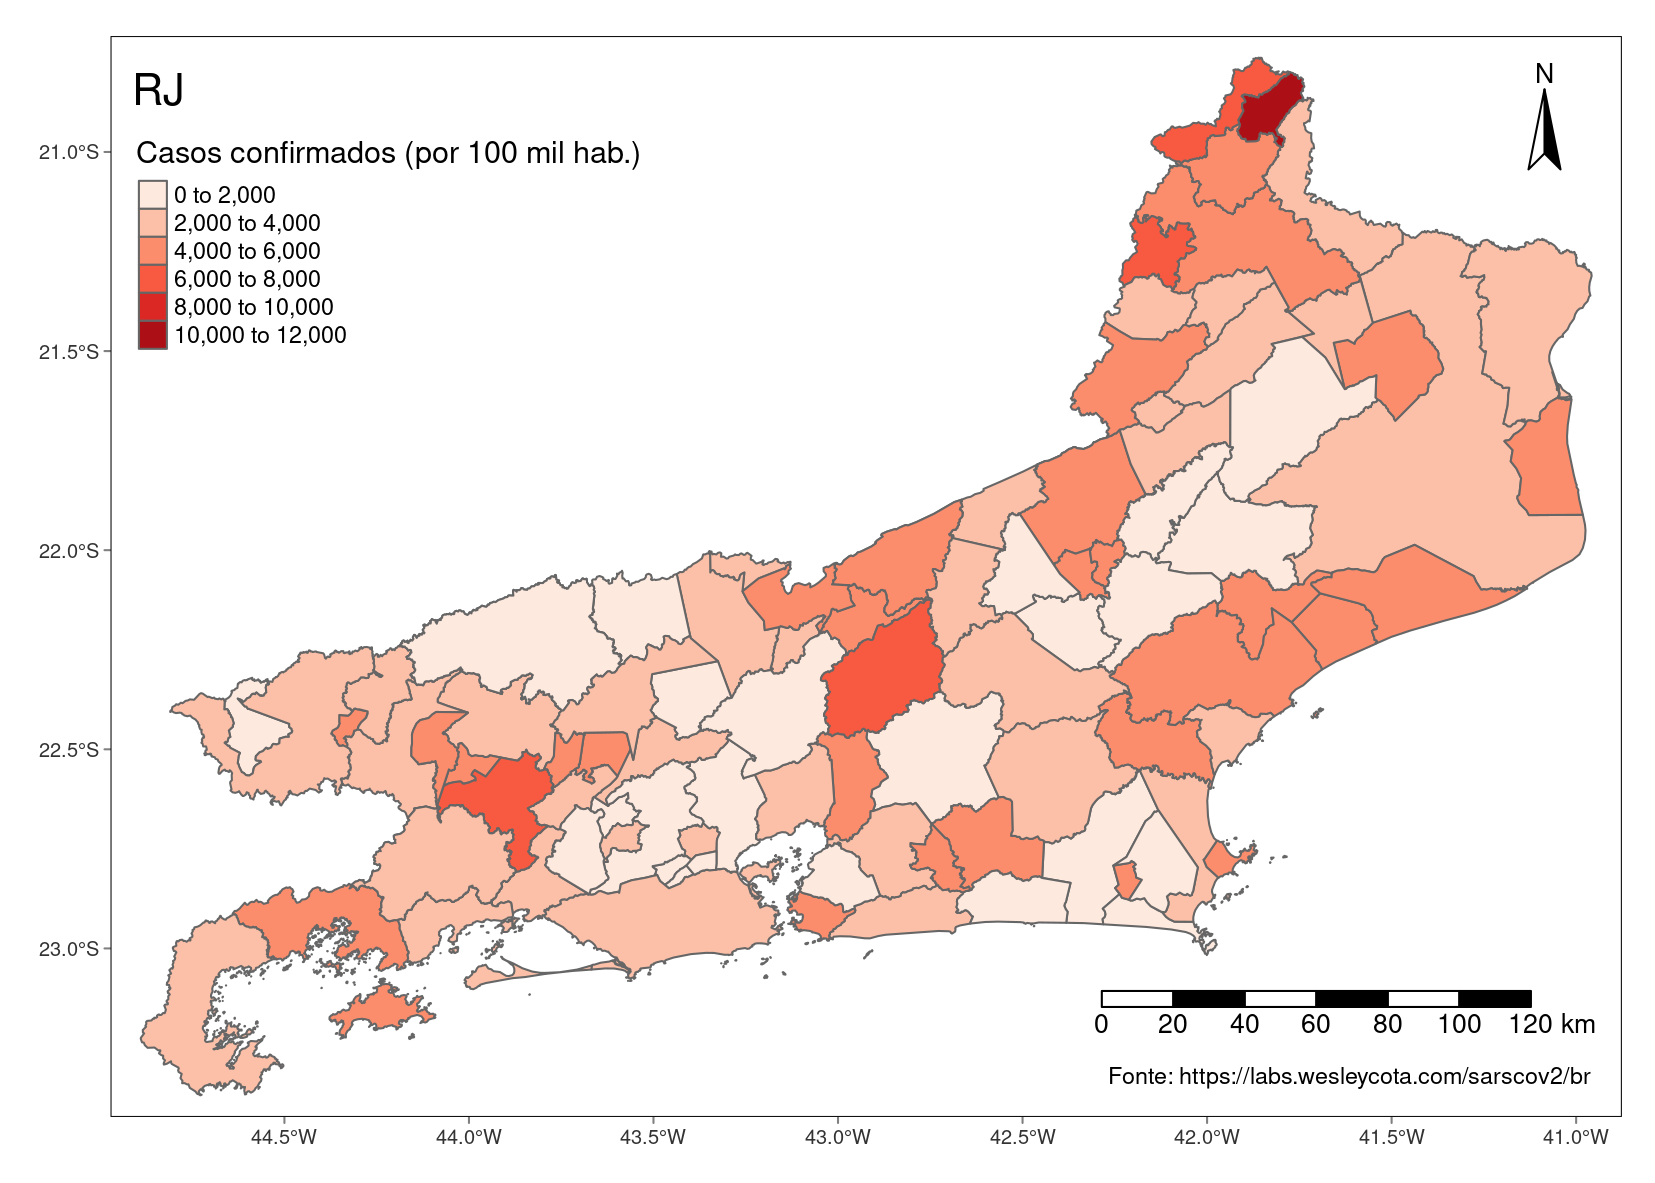 RJ
N
Casos confirmados (por 100 mil hab.)
0 to 2,000
2,000 to 4,000
4,000 to 6,000
6,000 to 8,000
8,000 to 10,000
10,000 to 12,000
21.0°S
21.5°S
22.0°S
22.5°S
23.0°S
0 20 40 60 80 100 120 km
Fonte: https://labs.wesleycota.com/sarscov2/br
44.5°W 44.0°W 43.5°W 43.0°W 42.5°W 42.0°W 41.5°W 41.0°W